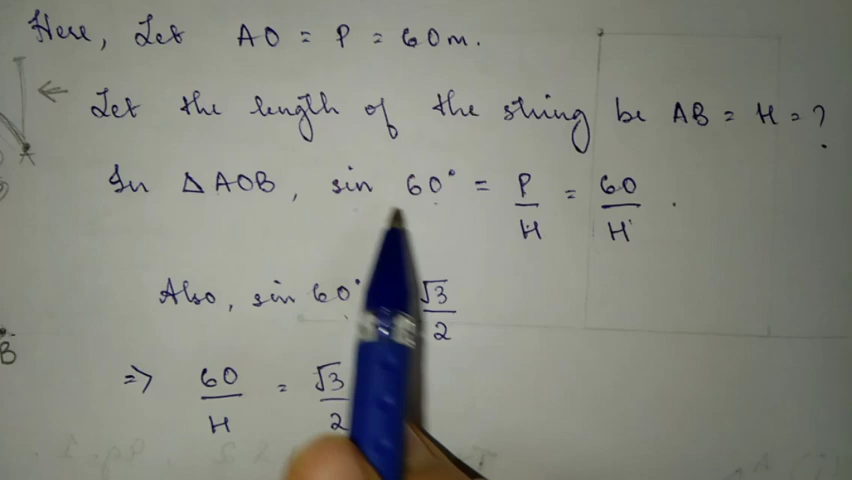 Here, Let AO = P = 60m.
Let the length of the string be AB = H = ?
A
In ΔAOB, sin 60° = P/H = 60/H.
Also, sin 60° √3/2
B
=> 60/H = √3/2